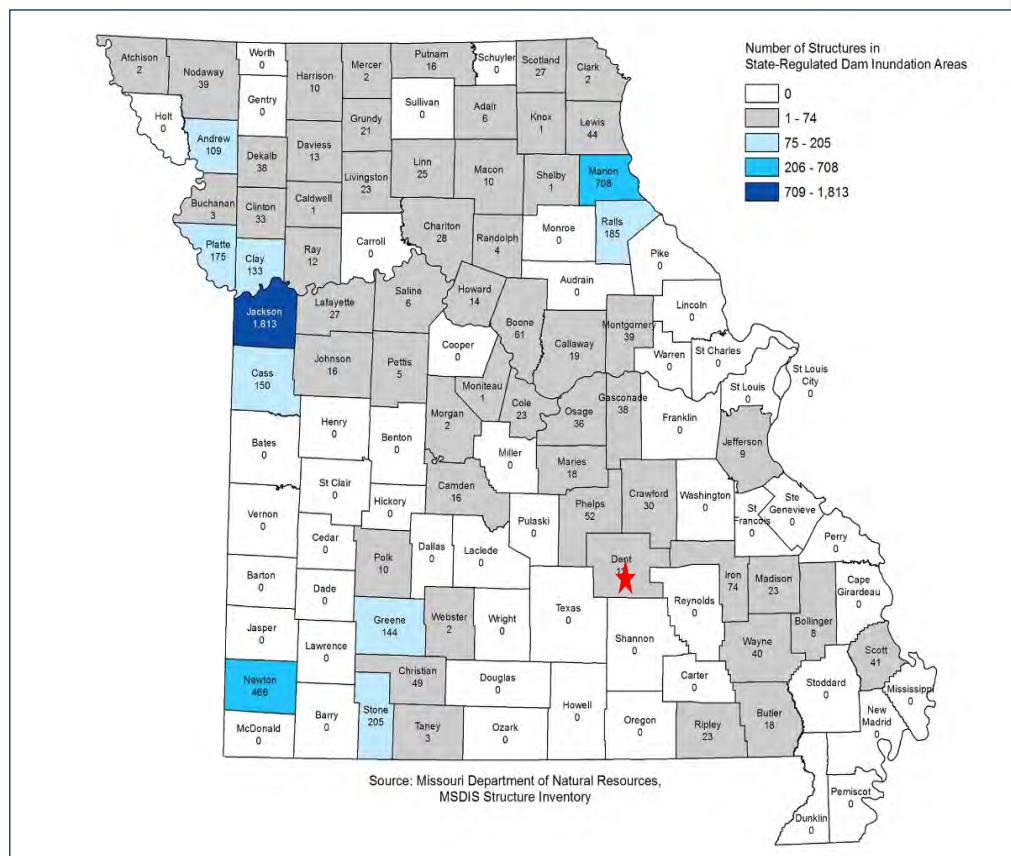 Number of Structures in
State-Regulated Dam Inundation Areas
0
1 - 74
75 - 205
206 - 708
709 - 1,813
Atchison
2
Nodaway
39
Worth
0
Harrison
10
Mercer
2
Putnam
16
Schuyler
0
Scotland
27
Clark
2
Holt
0
Gentry
0
Sullivan
0
Adair
6
Knox
1
Lewis
44
Andrew
109
Dekalb
38
Daviess
13
Grundy
21
Livingston
23
Linn
25
Macon
10
Shelby
1
Marion
708
Buchanan
3
Clinton
33
Caldwell
1
Platte
175
Clay
133
Ray
12
Carroll
0
Chariton
28
Randolph
4
Monroe
0
Ralls
185
Pike
0
Audrain
0
Lincoln
0
Jackson
1,813
Lafayette
27
Saline
6
Howard
14
Boone
61
Callaway
19
Montgomery
39
Warren
0
St Charles
0
St Louis
0
St Louis
City
0
Cass
150
Johnson
16
Pettis
5
Cooper
0
Moniteau
1
Cole
23
Osage
36
Gasconade
38
Franklin
0
Jefferson
9
Bates
0
Henry
0
Benton
0
Morgan
2
Miller
0
Maries
18
St Clair
0
Hickory
0
Camden
16
Phelps
52
Crawford
30
Washington
0
St
Francois
0
Ste
Genevieve
0
Perry
0
Vernon
0
Cedar
0
Polk
10
Dallas
0
Laclede
0
Pulaski
0
Dent
Iron
74
Madison
23
Cape
Girardeau
0
Barton
0
Dade
0
Greene
144
Webster
2
Wright
0
Texas
0
Reynolds
0
Shannon
0
Bollinger
8
Wayne
40
Scott
41
Jasper
0
Lawrence
0
Christian
49
Douglas
0
Carter
0
Stoddard
0
Mississippi
0
Newton
466
Stone
205
Howell
0
Oregon
0
Ripley
23
Butler
18
New
Madrid
0
McDonald
0
Barry
0
Taney
3
Ozark
0
Pemiscot
0
Dunklin
0
Source: Missouri Department of Natural Resources,
MSDIS Structure Inventory